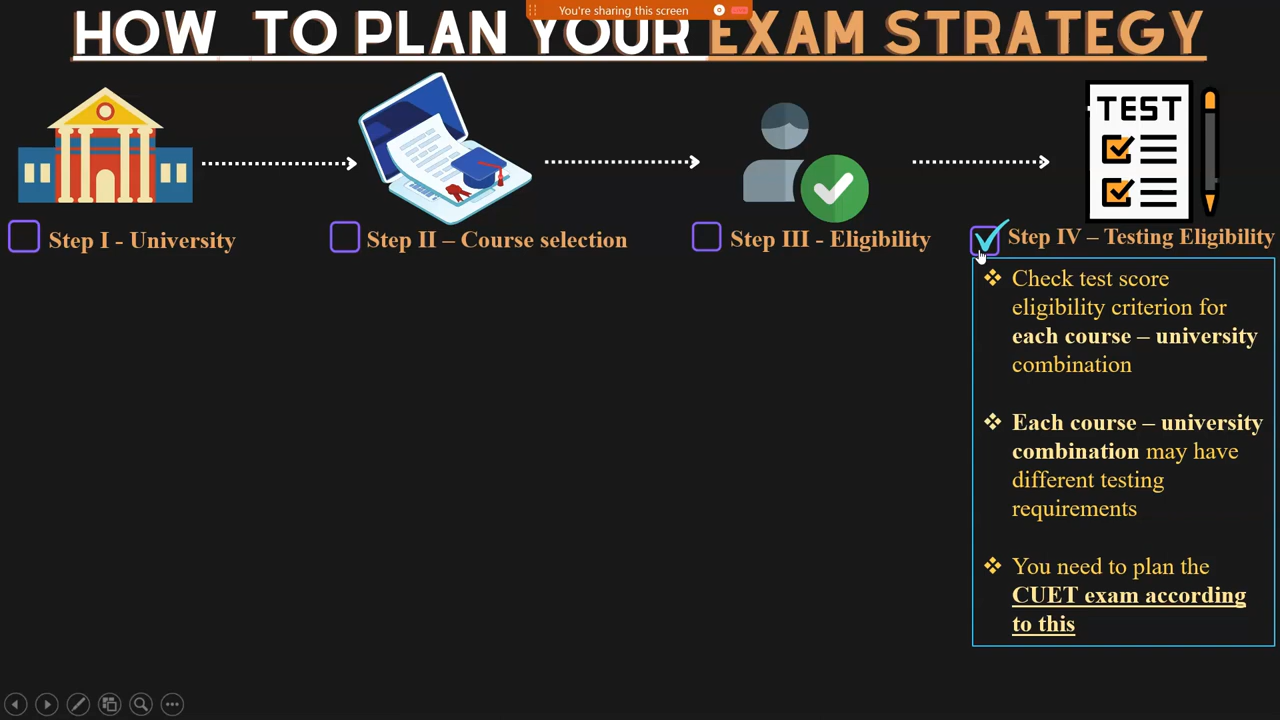 You're sharing this screen
HOW TO PLAN YOUR EXAM STRATEGY
TEST
Step I - University
Step II – Course selection
Step III - Eligibility
Step IV – Testing Eligibility
❖ Check test score
eligibility criterion for
each course – university
combination
❖ Each course – university
combination may have
different testing
requirements
❖ You need to plan the
CUET exam according
to this